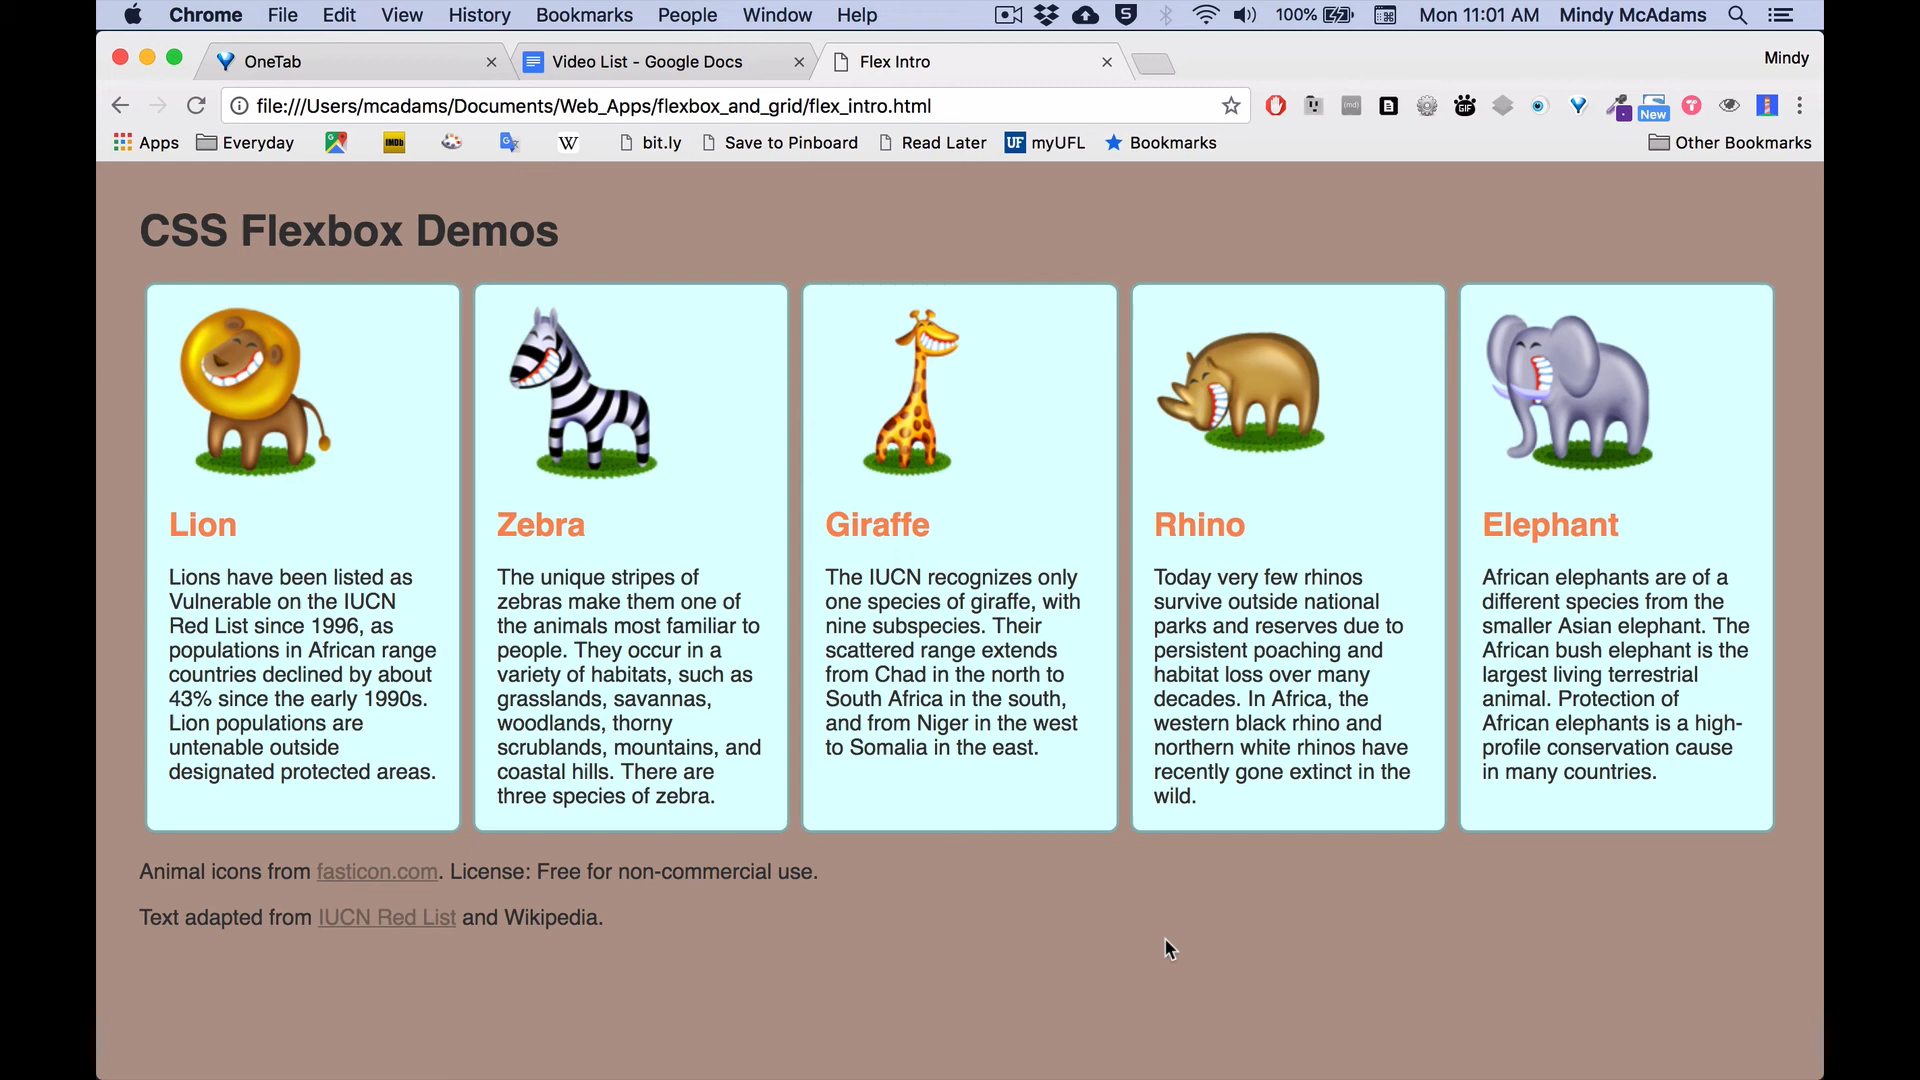 Chrome File Edit View History Bookmarks People Window Help 100% Mon 11:01 AM Mindy McAdams
OneTab Video List - Google Docs Flex Intro Mindy
file:///Users/mcadams/Documents/Web_Apps/flexbox_and_grid/flex_intro.html
GIF
New
Apps Everyday IMDb W bit.ly Save to Pinboard Read Later UF myUFL Bookmarks Other Bookmarks
CSS Flexbox Demos
Lion
Lions have been listed as
Vulnerable on the IUCN
Red List since 1996, as
populations in African range
countries declined by about
43% since the early 1990s.
Lion populations are
untenable outside
designated protected areas.
Zebra
The unique stripes of
zebras make them one of
the animals most familiar to
people. They occur in a
variety of habitats, such as
grasslands, savannas,
woodlands, thorny
scrublands, mountains, and
coastal hills. There are
three species of zebra.
Giraffe
The IUCN recognizes only
one species of giraffe, with
nine subspecies. Their
scattered range extends
from Chad in the north to
South Africa in the south,
and from Niger in the west
to Somalia in the east.
Rhino
Today very few rhinos
survive outside national
parks and reserves due to
persistent poaching and
habitat loss over many
decades. In Africa, the
western black rhino and
northern white rhinos have
recently gone extinct in the
wild.
Elephant
African elephants are of a
different species from the
smaller Asian elephant. The
African bush elephant is the
largest living terrestrial
animal. Protection of
African elephants is a high-
profile conservation cause
in many countries.
Animal icons from fasticon.com. License: Free for non-commercial use.
Text adapted from IUCN Red List and Wikipedia.